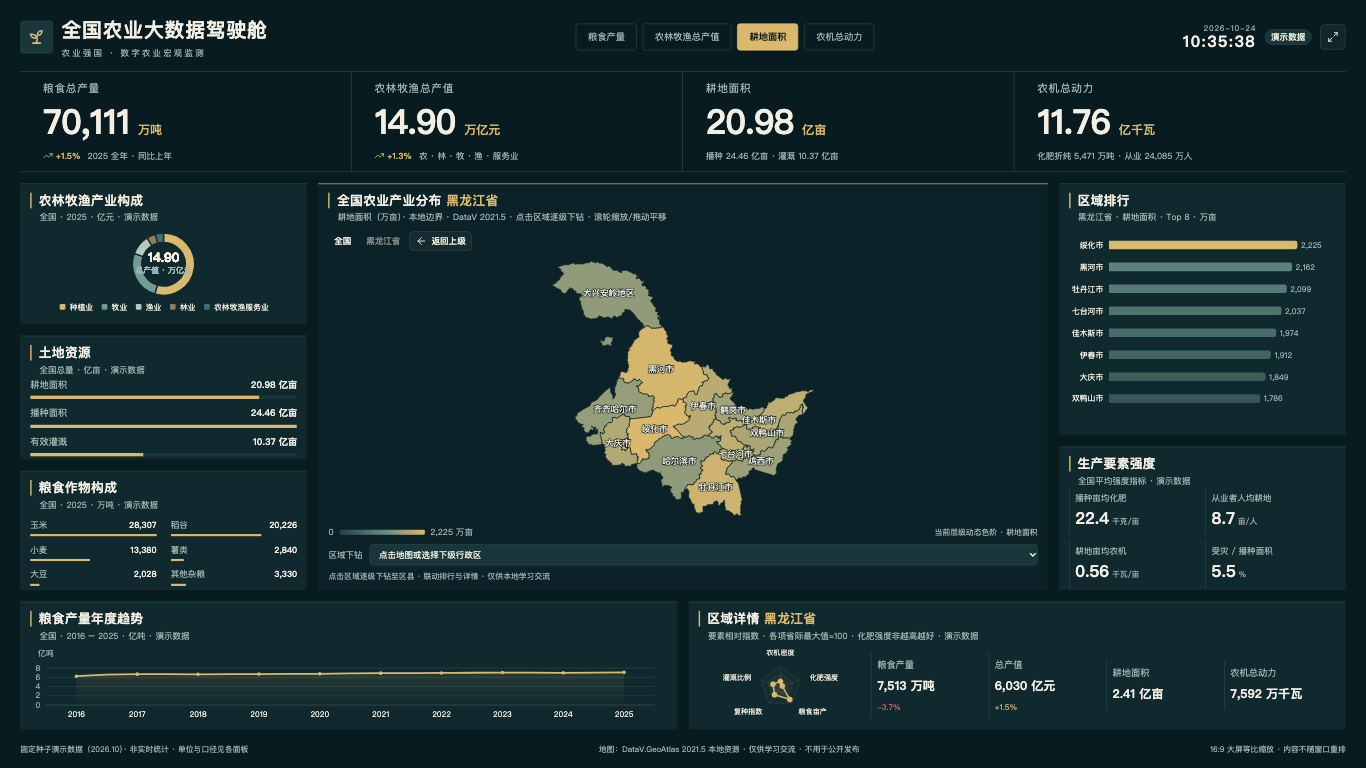 全国农业大数据驾驶舱
农业强国 · 数字农业宏观监测
粮食产量 农林牧渔总产值 耕地面积 农机总动力
2026-10-24
10:35:38 演示数据
粮食总产量
70,111 万吨
+1.5% 2025 全年 · 同比上年
农林牧渔总产值
14.90 万亿元
+1.3% 农 · 林 · 牧 · 渔 · 服务业
耕地面积
20.98 亿亩
播种 24.46 亿亩 · 灌溉 10.37 亿亩
农机总动力
11.76 亿千瓦
化肥折纯 5,471 万吨 · 从业 24,085 万人
农林牧渔产业构成
全国 · 2025 · 亿元 · 演示数据
14.90
总产值 · 万亿元
种植业 牧业 渔业 林业 农林牧渔服务业
土地资源
全国总量 · 亿亩 · 演示数据
耕地面积 20.98 亿亩
播种面积 24.46 亿亩
有效灌溉 10.37 亿亩
粮食作物构成
全国 · 2025 · 万吨 · 演示数据
玉米 28,307 稻谷 20,226
小麦 13,380 薯类 2,840
大豆 2,028 其他杂粮 3,330
全国农业产业分布 黑龙江省
耕地面积（万亩）· 本地边界 · DataV 2021.5 · 点击区域逐级下钻 · 滚轮缩放/拖动平移
全国 黑龙江省 返回上级
大兴安岭地区
黑河市
齐齐哈尔市
伊春市
鹤岗市
佳木斯市
绥化市
双鸭山市
大庆市
七台河市
哈尔滨市
鸡西市
牡丹江市
0 2,225 万亩
当前层级动态色阶 · 耕地面积
区域下钻 点击地图或选择下级行政区
点击区域逐级下钻至区县 · 联动排行与详情 · 仅供本地学习交流
区域排行
黑龙江省 · 耕地面积 · Top 8 · 万亩
绥化市 2,225
黑河市 2,162
牡丹江市 2,099
七台河市 2,037
佳木斯市 1,974
伊春市 1,912
大庆市 1,849
双鸭山市 1,786
生产要素强度
全国平均强度指标 · 演示数据
播种亩均化肥 从业者人均耕地
22.4 千克/亩 8.7 亩/人
耕地亩均农机 受灾 / 播种面积
0.56 千瓦/亩 5.5 %
粮食产量年度趋势
全国 · 2016 — 2025 · 亿吨 · 演示数据
亿吨
8
6
4
2
0
2016 2017 2018 2019 2020 2021 2022 2023 2024 2025
区域详情 黑龙江省
要素相对指数 · 各项省际最大值=100 · 化肥强度非越高越好 · 演示数据
农机密度
灌溉比例 化肥强度
复种指数 粮食亩产
粮食产量
7,513 万吨
−3.7%
总产值
6,030 亿元
+1.5%
耕地面积
2.41 亿亩
农机总动力
7,592 万千瓦
固定种子演示数据（2026.10）· 非实时统计 · 单位与口径见各面板
地图：DataV.GeoAtlas 2021.5 本地资源 · 仅供学习交流 · 不用于公开发布
16:9 大屏等比缩放 · 内容不随窗口重排